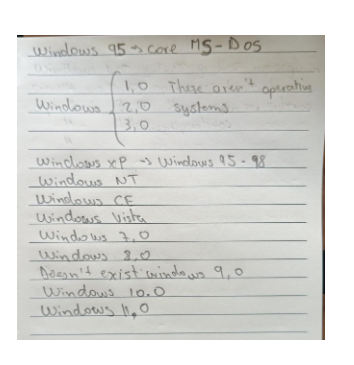 Windows 95 → core MS-DOS
1,0 These aren't operative
Windows 2,0 systems
3,0
Windows XP → Windows 95-98
Windows NT
Windows CE
Windows Vista
Windows 7,0
Windows 8,0
Doesn't exist windows 9,0
Windows 10.0
Windows 11,0